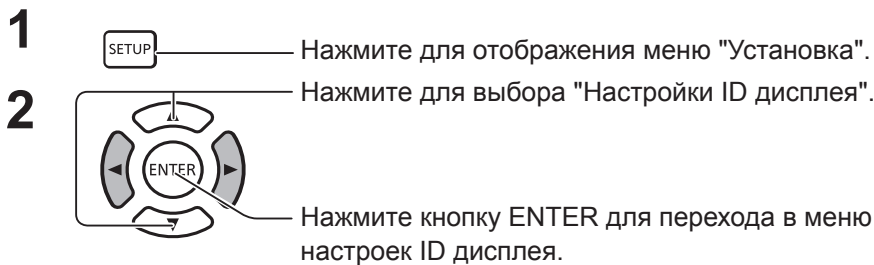 1
SETUP
Нажмите для отображения меню "Установка".
2
Нажмите для выбора "Настройки ID дисплея".
ENTER
Нажмите кнопку ENTER для перехода в меню
настроек ID дисплея.